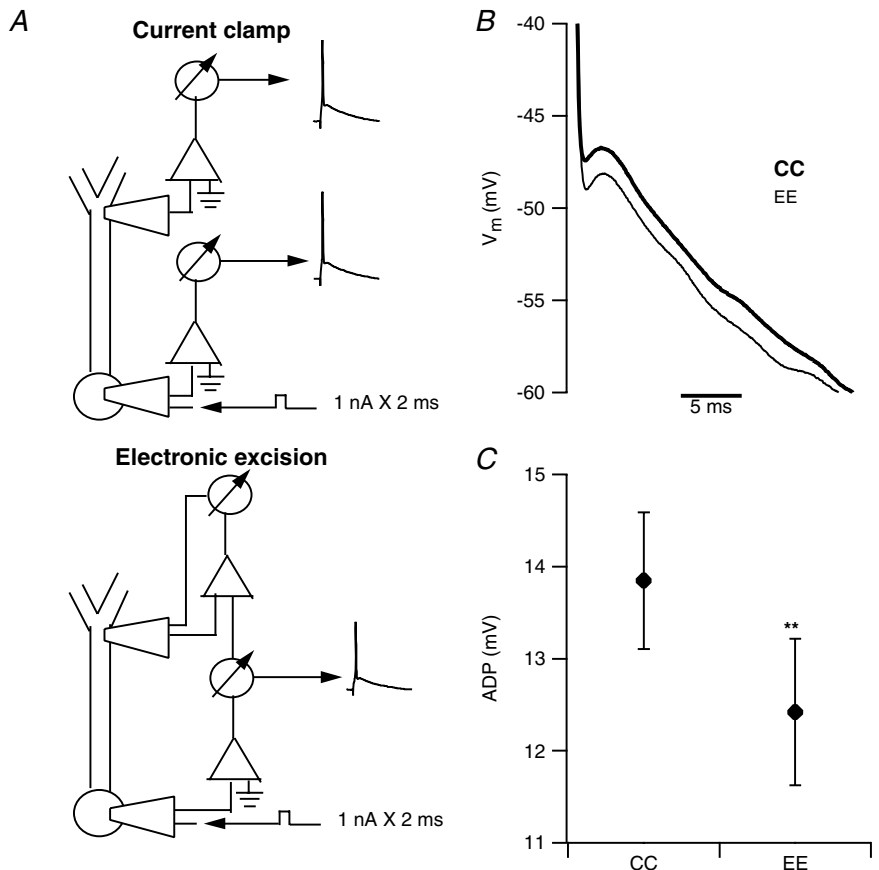 A
Current clamp
1 nA X 2 ms
Electronic excision
1 nA X 2 ms
B
-40
-45
-50
-55
-60
Vm (mV)
CC
EE
5 ms
C
15
14
13
12
11
ADP (mV)
**
CC
EE